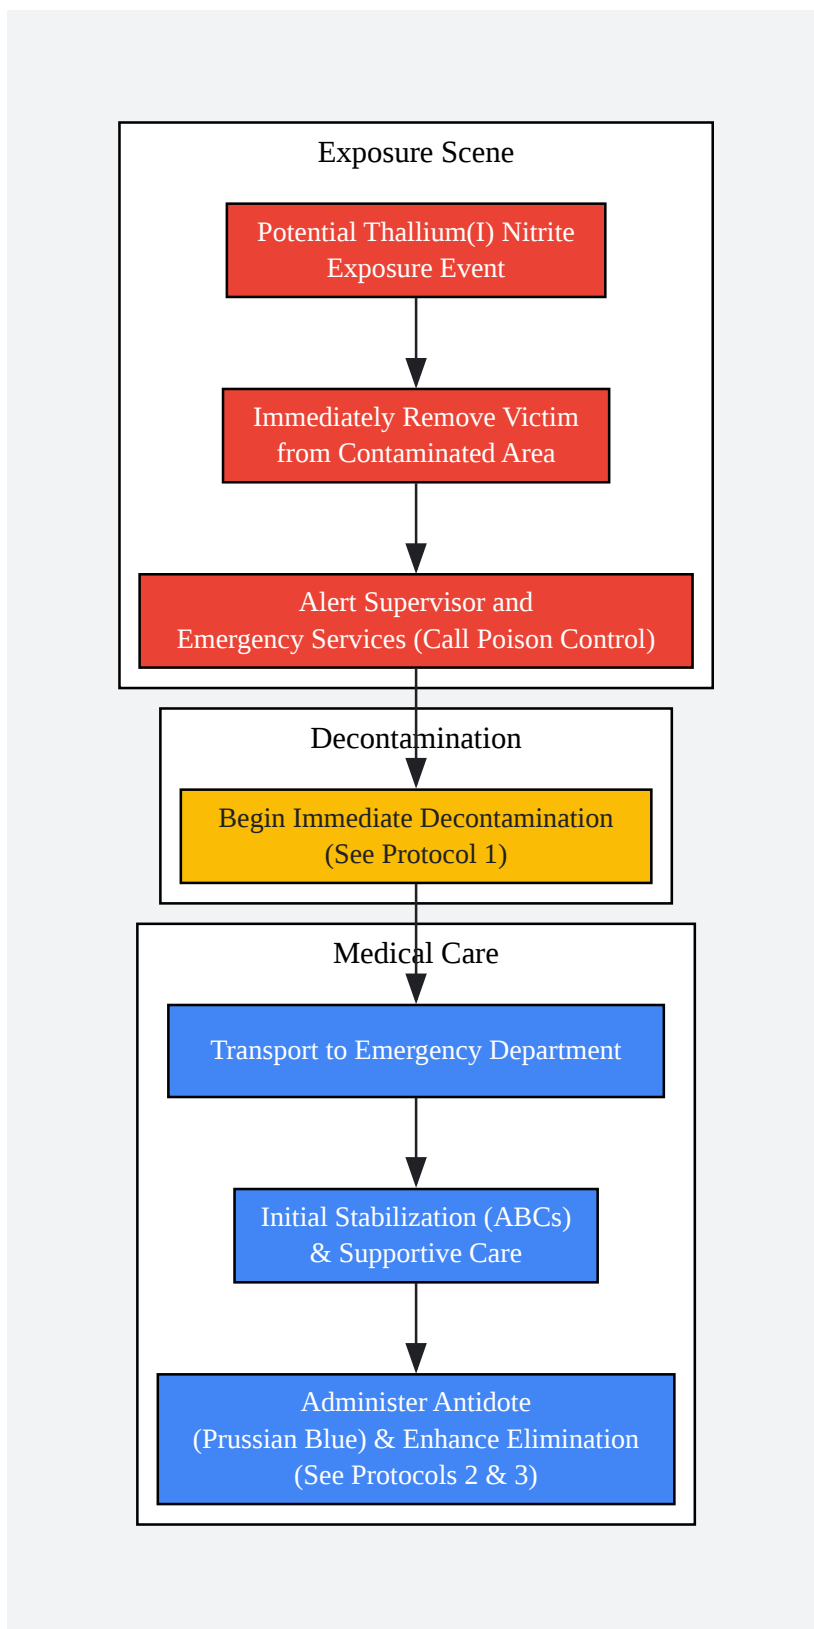 Exposure Scene
Potential Thallium(I) Nitrite
Exposure Event
Immediately Remove Victim
from Contaminated Area
Alert Supervisor and
Emergency Services (Call Poison Control)
Decontamination
Begin Immediate Decontamination
(See Protocol 1)
Medical Care
Transport to Emergency Department
Initial Stabilization (ABCs)
& Supportive Care
Administer Antidote
(Prussian Blue) & Enhance Elimination
(See Protocols 2 & 3)